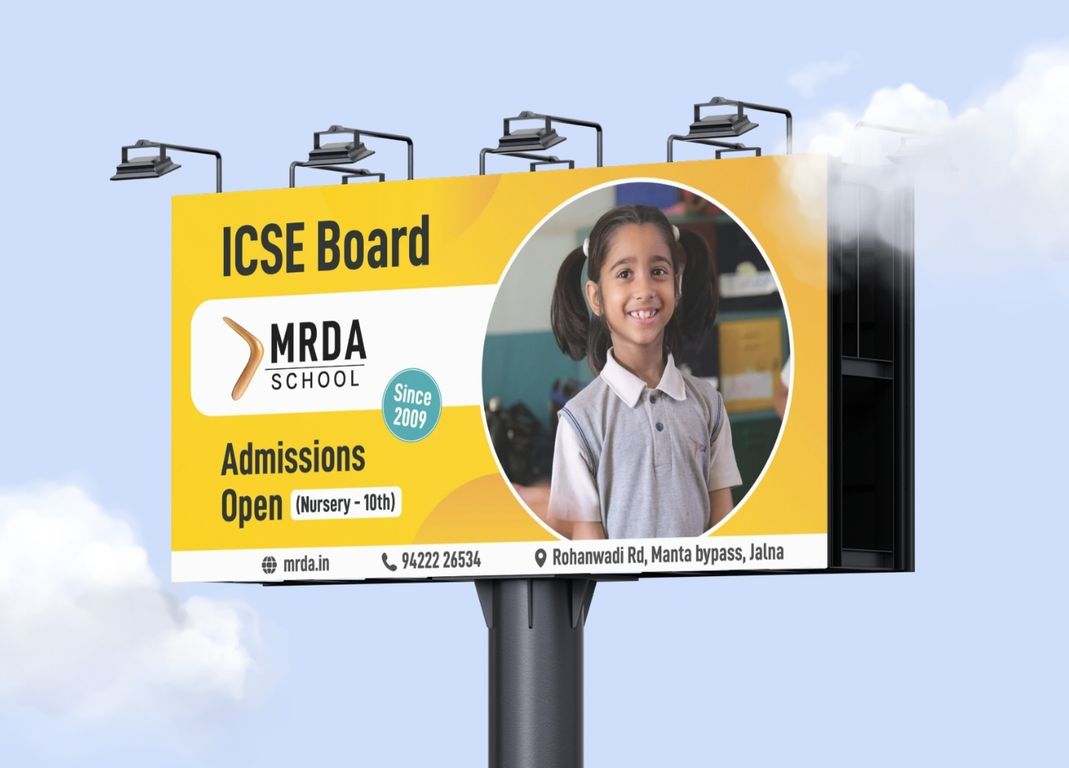 ICSE Board
MRDA
SCHOOL
Since
2009
Admissions
Open (Nursery - 10th)
mrda.in 94222 26534 Rohanwadi Rd, Manta bypass, Jalna